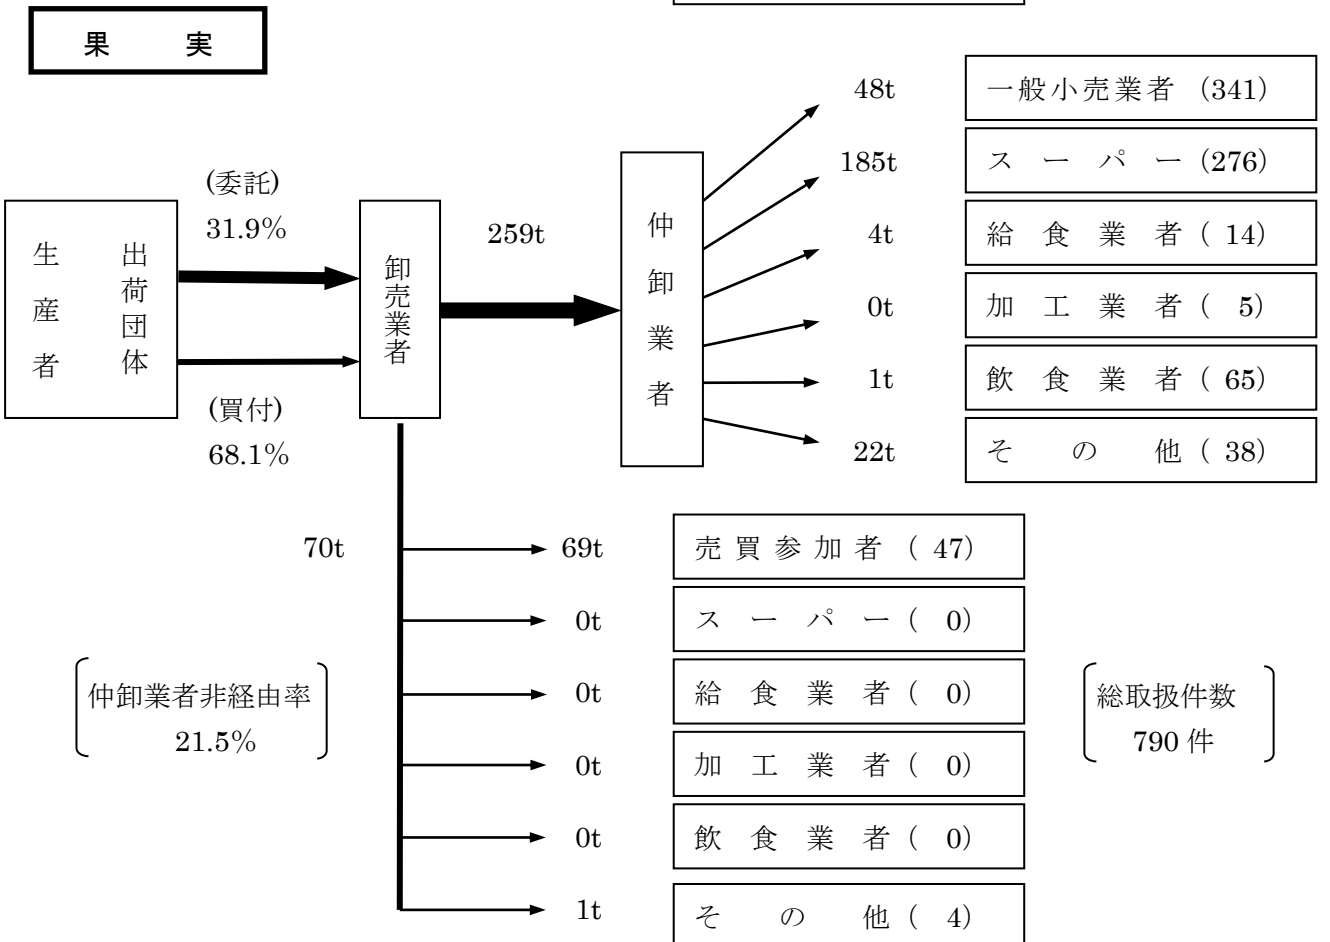 果 実
48t
一般小売業者 (341)
185t
スーパー (276)
4t
給食業者 ( 14)
0t
加工業者 ( 5)
1t
飲食業者 ( 65)
22t
その他 ( 38)
(委託)
31.9%
生産者
出荷団体
(買付)
68.1%
卸売業者
259t
仲卸業者
70t
69t
売買参加者 ( 47)
0t
スーパー ( 0)
0t
給食業者 ( 0)
0t
加工業者 ( 0)
0t
飲食業者 ( 0)
1t
その他 ( 4)
仲卸業者非経由率
21.5%
総取扱件数
790 件